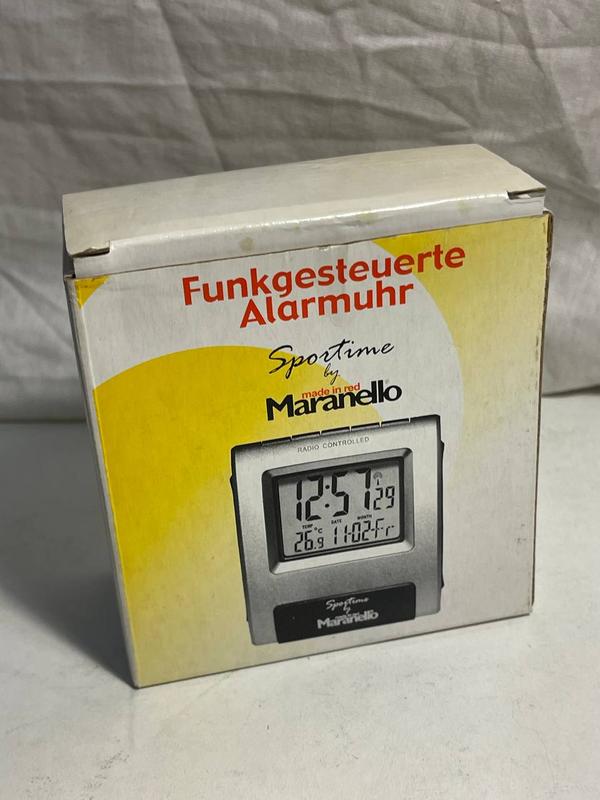 Funkgesteuerte
Alarmuhr
Sportime
by
made in red
Maranello
RADIO CONTROLLED
12:57 29
TEMP DATE MONTH
26.9 °C 11-02-Fr
Sportime
by
Maranello